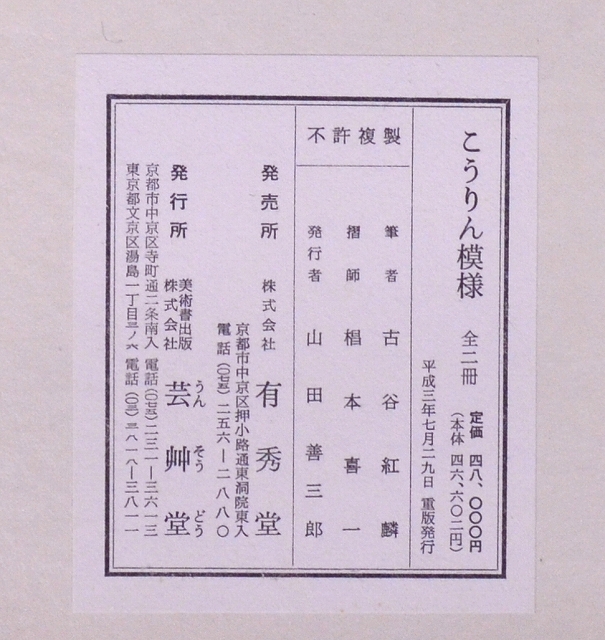 こうりん模様 全二冊
定価 四八、〇〇〇円
(本体 四六、六〇二円)
平成三年七月二九日 重版発行
不許複製
筆者 古谷紅麟
摺師 椙本喜一
発行者 山田善三郎
発売所 株式会社 有秀堂
京都市中京区押小路通東洞院東入
電話(〇七五)二五六―二八八〇
発行所 美術書出版 株式会社 芸艸堂
うん そう どう
京都市中京区寺町通二条南入 電話(〇七五)二三一―三六一三
東京都文京区湯島一丁目三ノ六 電話(〇三)三八一八―三八一一